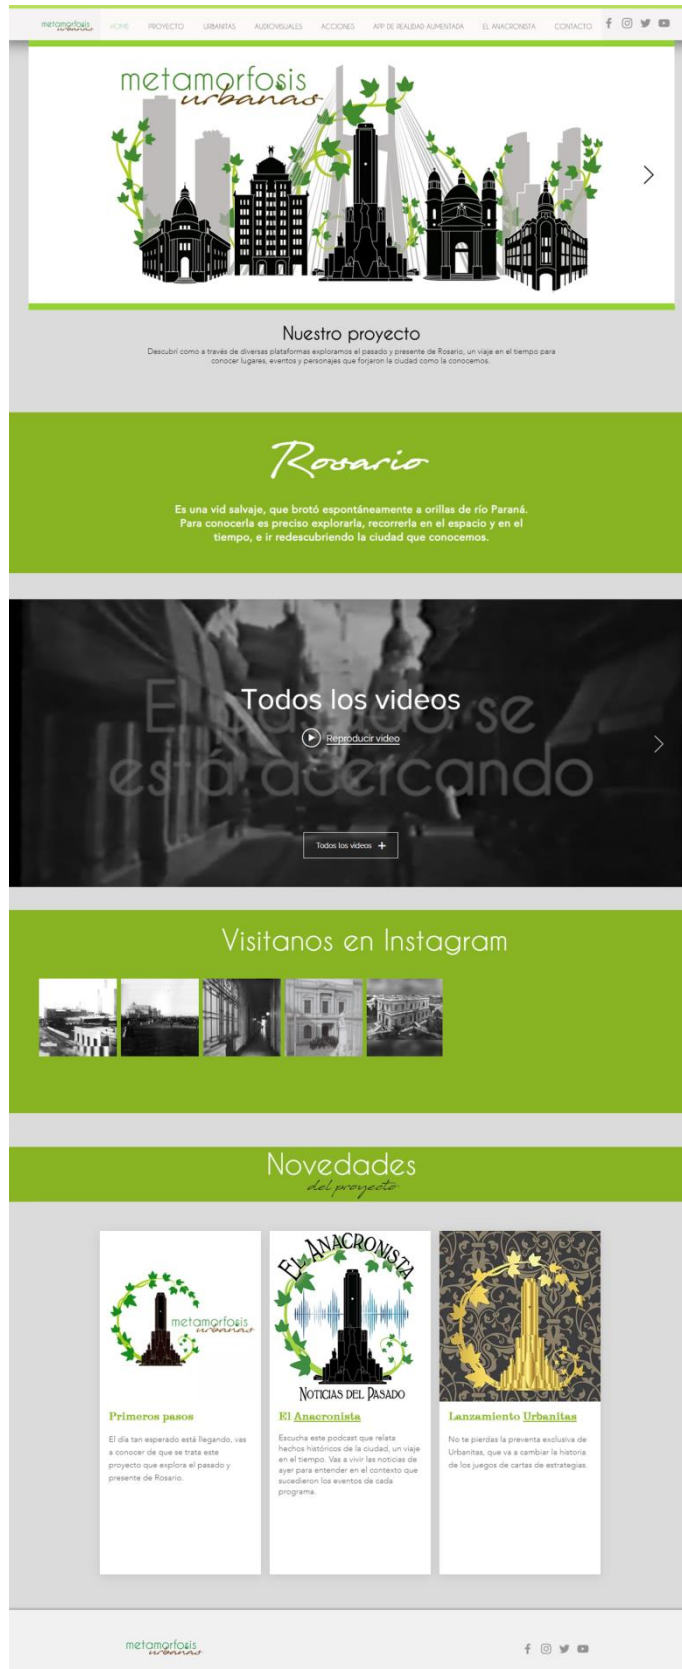 metamorfosis
urbanas
HOME PROYECTO URBANITAS AUDIOVISUALES ACCIONES APP DE REALIDAD AUMENTADA EL ANACRONISTA CONTACTO
metamorfosis
urbanas
Nuestro proyecto
Descubrí como a través de diversas plataformas exploramos el pasado y presente de Rosario, un viaje en el tiempo para
conocer lugares, eventos y personajes que forjaron la ciudad como la conocemos.
Rosario
Es una vid salvaje, que brotó espontáneamente a orillas de río Paraná.
Para conocerla es preciso explorarla, recorrerla en el espacio y en el
tiempo, e ir redescubriendo la ciudad que conocemos.
El pasado se
está acercando
Todos los videos
Reproducir video
Todos los videos +
Visitanos en Instagram
Novedades
del proyecto
metamorfosis
urbanas
Primeros pasos
El día tan esperado está llegando, vas
a conocer de que se trata este
proyecto que explora el pasado y
presente de Rosario.
EL ANACRONISTA
NOTICIAS DEL PASADO
El Anacronista
Escucha este podcast que relata
hechos históricos de la ciudad, un viaje
en el tiempo. Vas a vivir las noticias de
ayer para entender en el contexto que
sucedieron los eventos de cada
programa.
Lanzamiento Urbanitas
No te pierdas la preventa exclusiva de
Urbanitas, que va a cambiar la historia
de los juegos de cartas de estrategias.
metamorfosis
urbanas